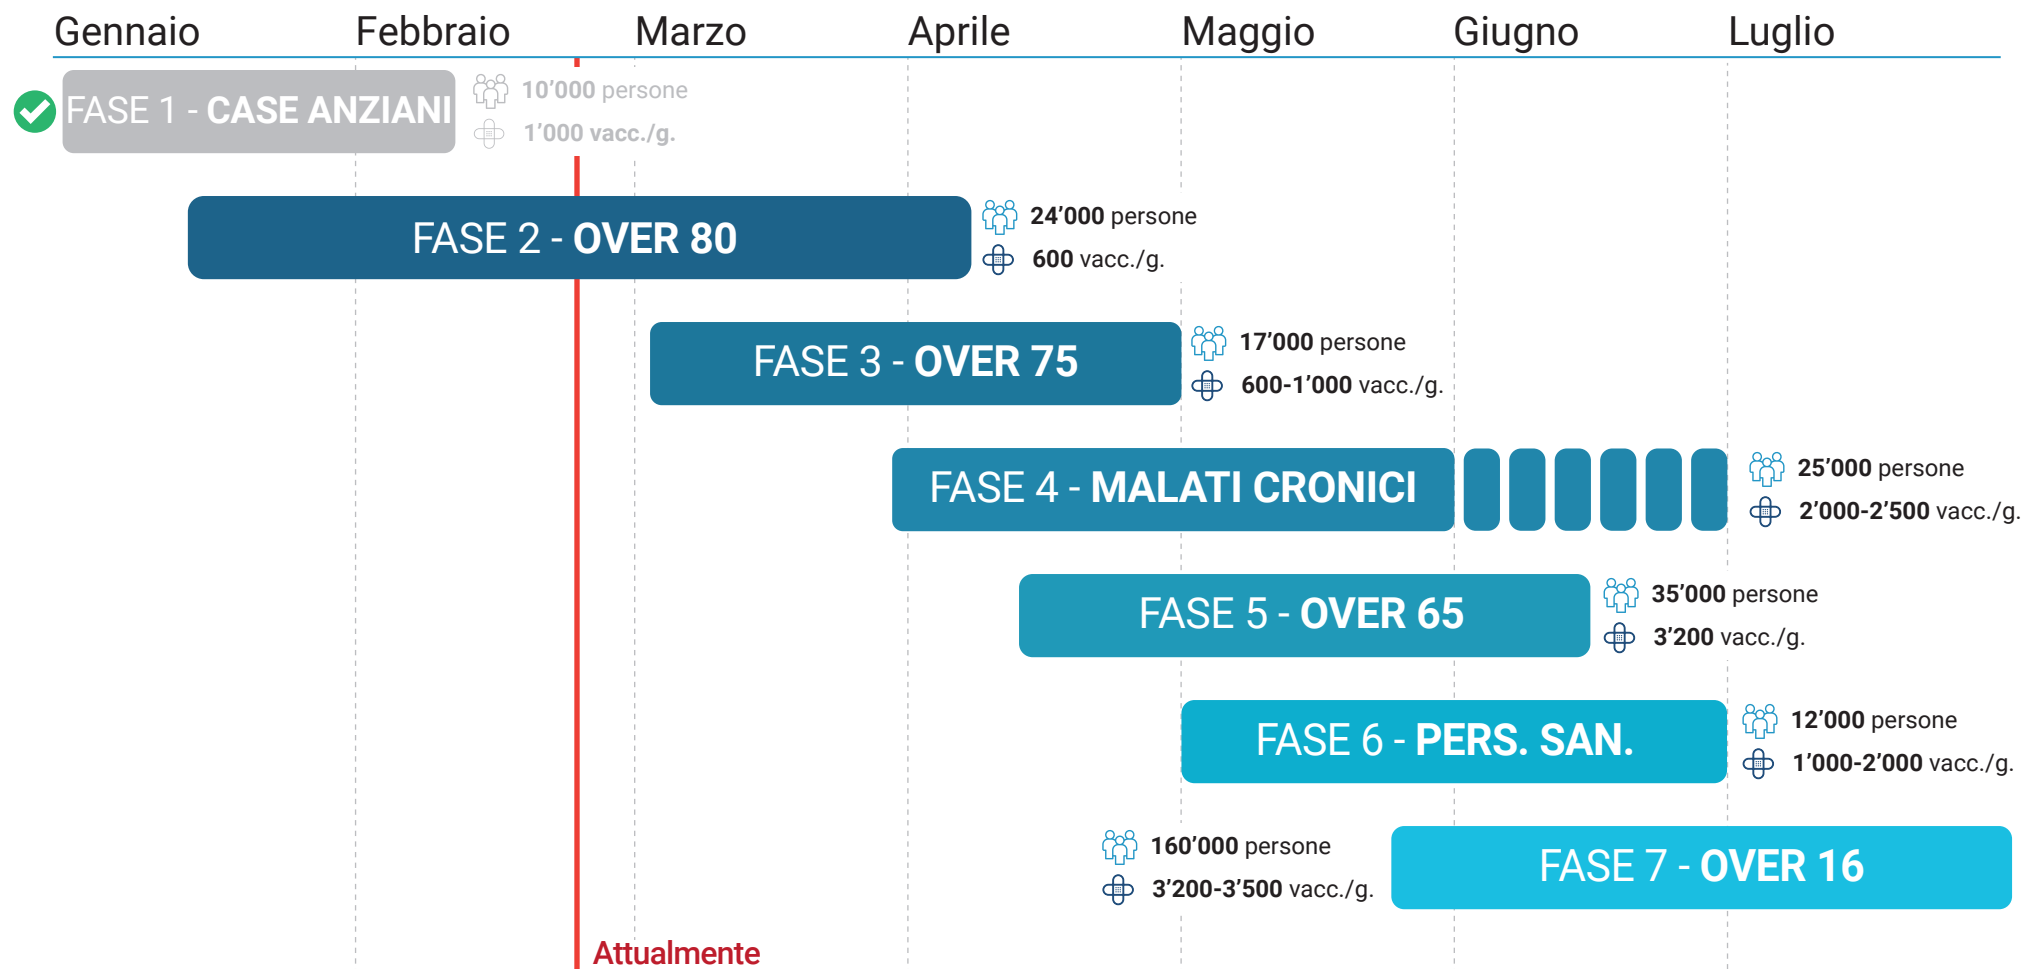 Gennaio Febbraio Marzo Aprile Maggio Giugno Luglio
FASE 1 - CASE ANZIANI
10’000 persone
1’000 vacc./g.
FASE 2 - OVER 80
24’000 persone
600 vacc./g.
FASE 3 - OVER 75
17’000 persone
600-1’000 vacc./g.
FASE 4 - MALATI CRONICI
25’000 persone
2’000-2’500 vacc./g.
FASE 5 - OVER 65
35’000 persone
3’200 vacc./g.
FASE 6 - PERS. SAN.
12’000 persone
1’000-2’000 vacc./g.
160’000 persone
3’200-3’500 vacc./g.
FASE 7 - OVER 16
Attualmente